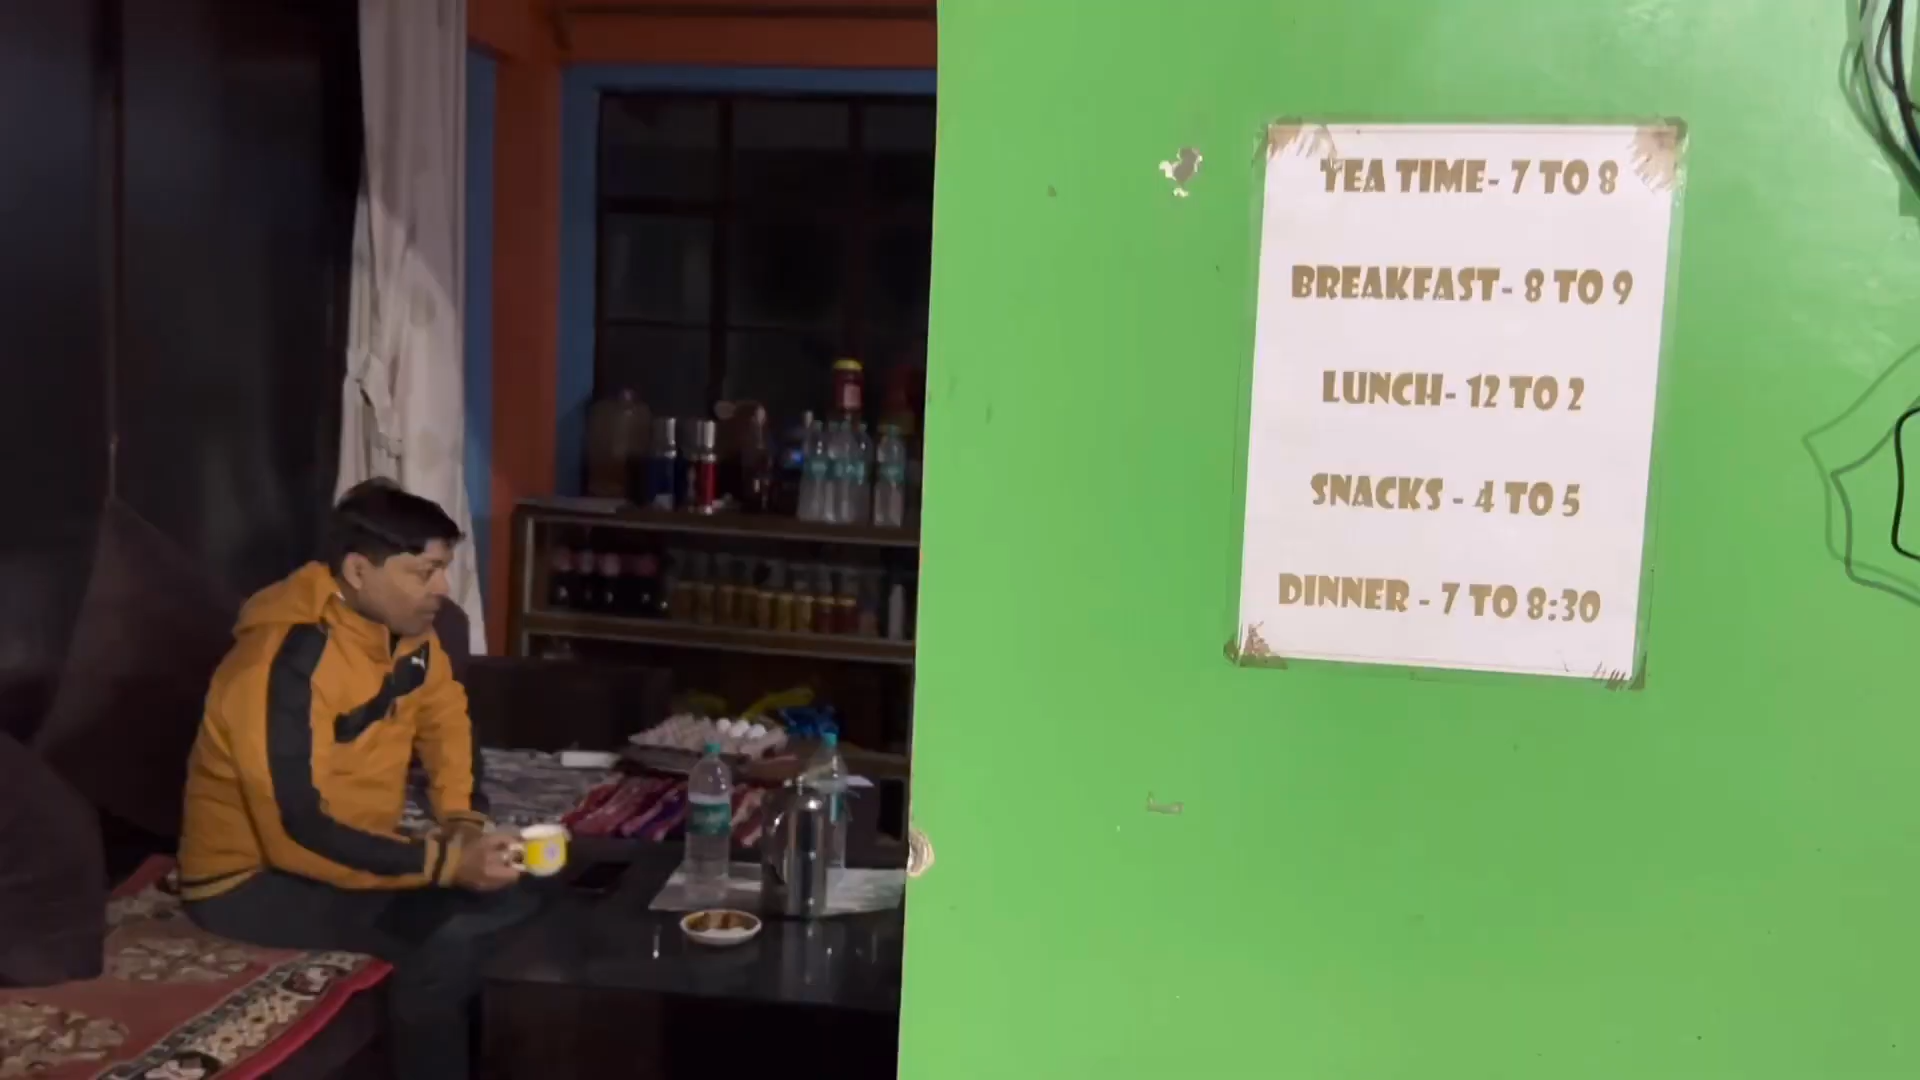 TEA TIME- 7 TO 8
BREAKFAST- 8 TO 9
LUNCH- 12 TO 2
SNACKS - 4 TO 5
DINNER - 7 TO 8:30